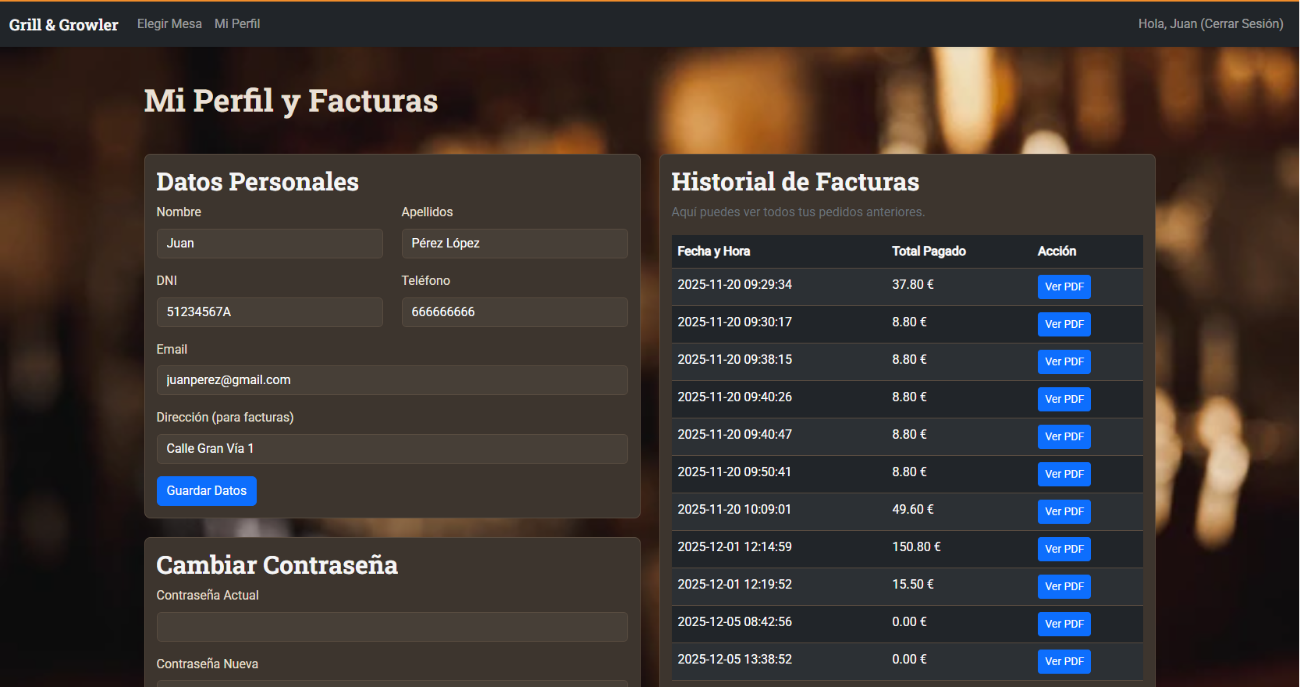 Grill & Growler Elegir Mesa Mi Perfil Hola, Juan (Cerrar Sesión)
Mi Perfil y Facturas
Datos Personales
Nombre Apellidos
Juan Pérez López
DNI Teléfono
51234567A 666666666
Email
juanperez@gmail.com
Dirección (para facturas)
Calle Gran Vía 1
Guardar Datos
Cambiar Contraseña
Contraseña Actual
Contraseña Nueva
Historial de Facturas
Aquí puedes ver todos tus pedidos anteriores.
Fecha y Hora Total Pagado Acción
2025-11-20 09:29:34 37.80 € Ver PDF
2025-11-20 09:30:17 8.80 € Ver PDF
2025-11-20 09:38:15 8.80 € Ver PDF
2025-11-20 09:40:26 8.80 € Ver PDF
2025-11-20 09:40:47 8.80 € Ver PDF
2025-11-20 09:50:41 8.80 € Ver PDF
2025-11-20 10:09:01 49.60 € Ver PDF
2025-12-01 12:14:59 150.80 € Ver PDF
2025-12-01 12:19:52 15.50 € Ver PDF
2025-12-05 08:42:56 0.00 € Ver PDF
2025-12-05 13:38:52 0.00 € Ver PDF